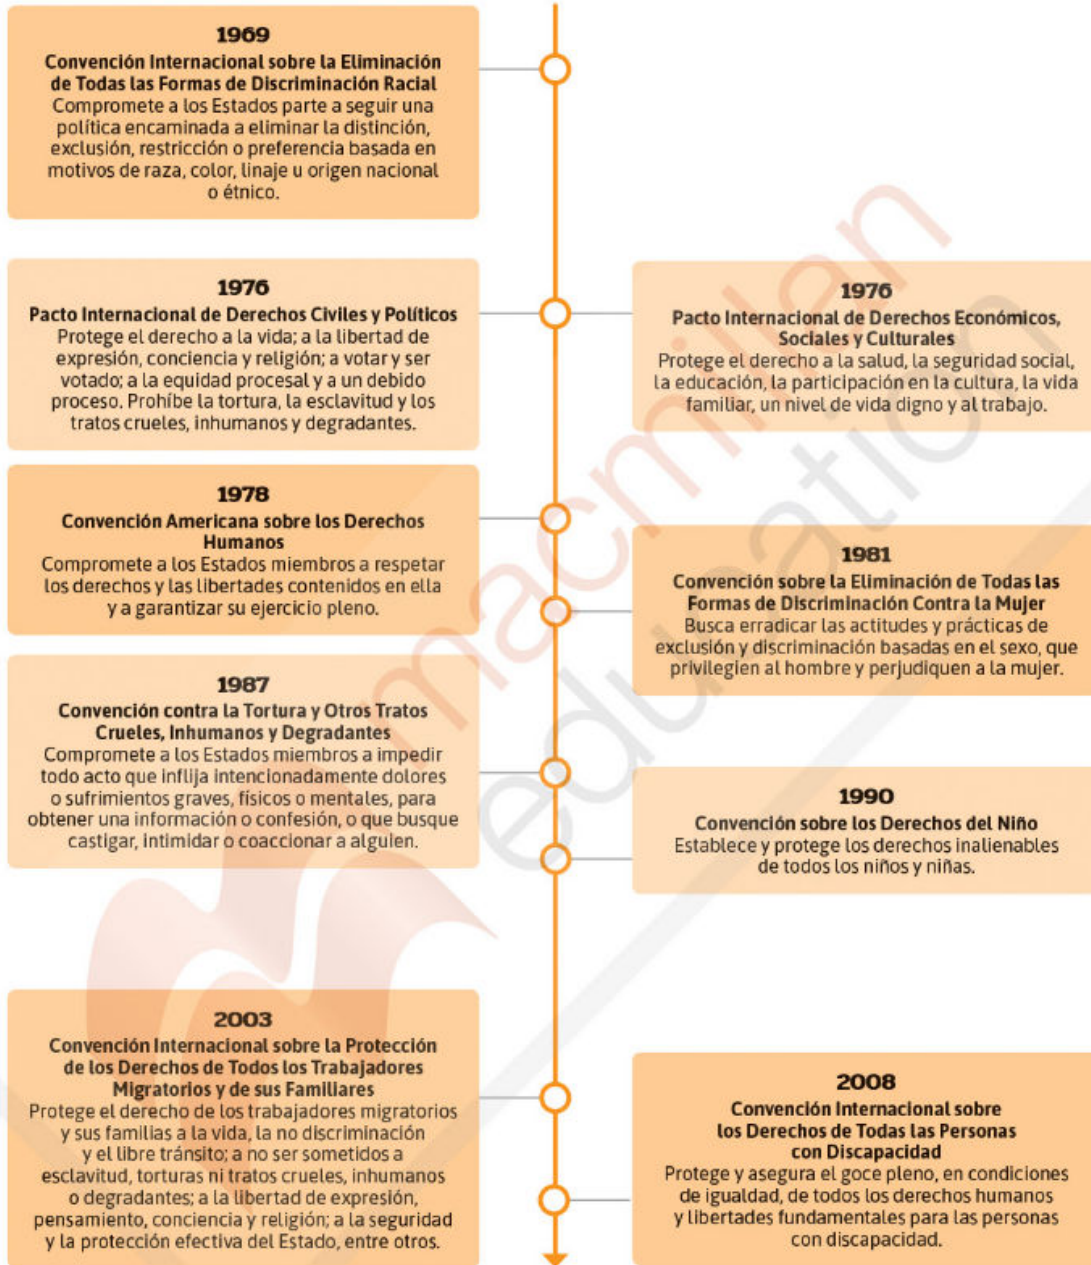 1969
Convención Internacional sobre la Eliminación
de Todas las Formas de Discriminación Racial
Compromete a los Estados parte a seguir una
política encaminada a eliminar la distinción,
exclusión, restricción o preferencia basada en
motivos de raza, color, linaje u origen nacional
o étnico.
1976
Pacto Internacional de Derechos Civiles y Políticos
Protege el derecho a la vida; a la libertad de
expresión, conciencia y religión; a votar y ser
votado; a la equidad procesal y a un debido
proceso. Prohíbe la tortura, la esclavitud y los
tratos crueles, inhumanos y degradantes.
1976
Pacto Internacional de Derechos Económicos,
Sociales y Culturales
Protege el derecho a la salud, la seguridad social,
la educación, la participación en la cultura, la vida
familiar, un nivel de vida digno y al trabajo.
1978
Convención Americana sobre los Derechos
Humanos
Compromete a los Estados miembros a respetar
los derechos y las libertades contenidos en ella
y a garantizar su ejercicio pleno.
1981
Convención sobre la Eliminación de Todas las
Formas de Discriminación Contra la Mujer
Busca erradicar las actitudes y prácticas de
exclusión y discriminación basadas en el sexo, que
privilegien al hombre y perjudiquen a la mujer.
1987
Convención contra la Tortura y Otros Tratos
Crueles, Inhumanos y Degradantes
Compromete a los Estados miembros a impedir
todo acto que inflija intencionadamente dolores
o sufrimientos graves, físicos o mentales, para
obtener una información o confesión, o que busque
castigar, intimidar o coaccionar a alguien.
1990
Convención sobre los Derechos del Niño
Establece y protege los derechos inalienables
de todos los niños y niñas.
2003
Convención Internacional sobre la Protección
de los Derechos de Todos los Trabajadores
Migratorios y de sus Familiares
Protege el derecho de los trabajadores migratorios
y sus familias a la vida, la no discriminación
y el libre tránsito; a no ser sometidos a
esclavitud, torturas ni tratos crueles, inhumanos
o degradantes; a la libertad de expresión,
pensamiento, conciencia y religión; a la seguridad
y la protección efectiva del Estado, entre otros.
2008
Convención Internacional sobre
los Derechos de Todas las Personas
con Discapacidad
Protege y asegura el goce pleno, en condiciones
de igualdad, de todos los derechos humanos
y libertades fundamentales para las personas
con discapacidad.
macmillan
education